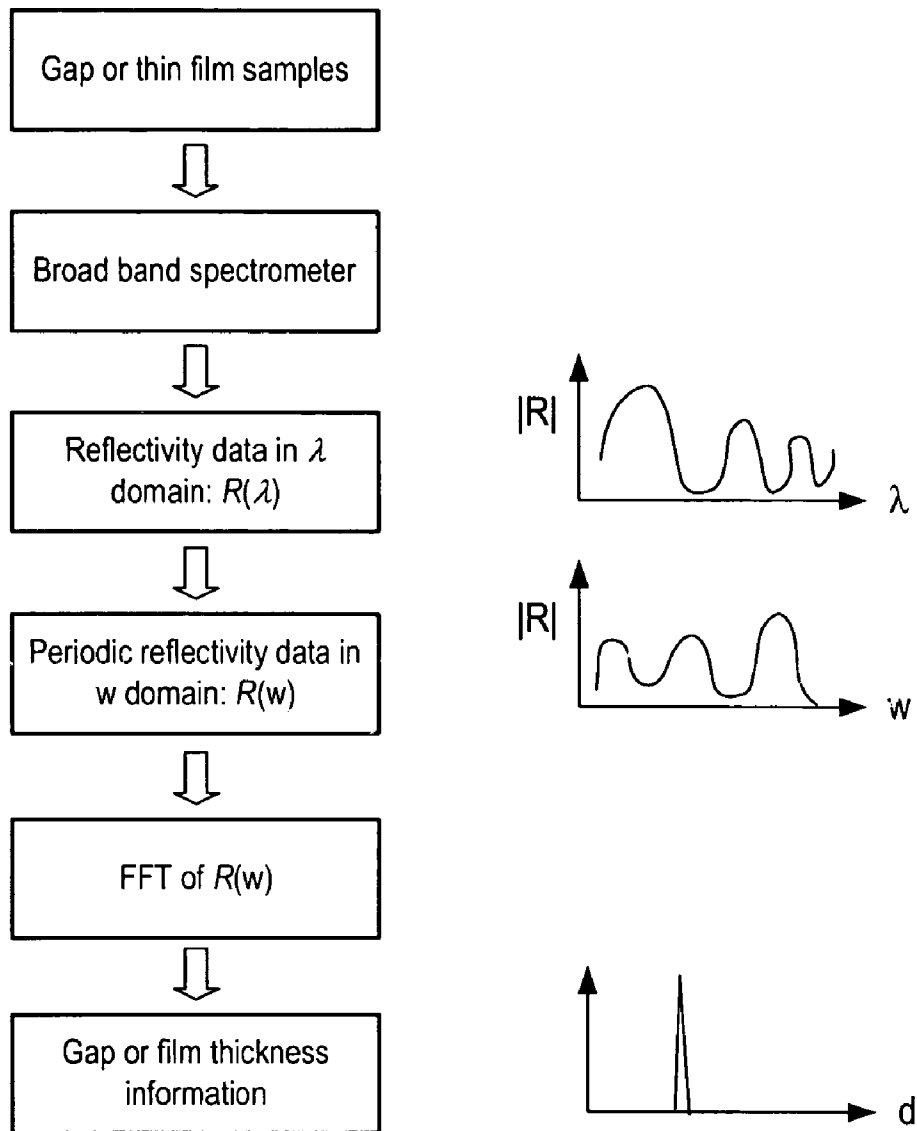 Gap or thin film samples
Broad band spectrometer
Reflectivity data in λ
domain: R(λ)
|R|
λ
Periodic reflectivity data in
w domain: R(w)
|R|
w
FFT of R(w)
Gap or film thickness
information
d